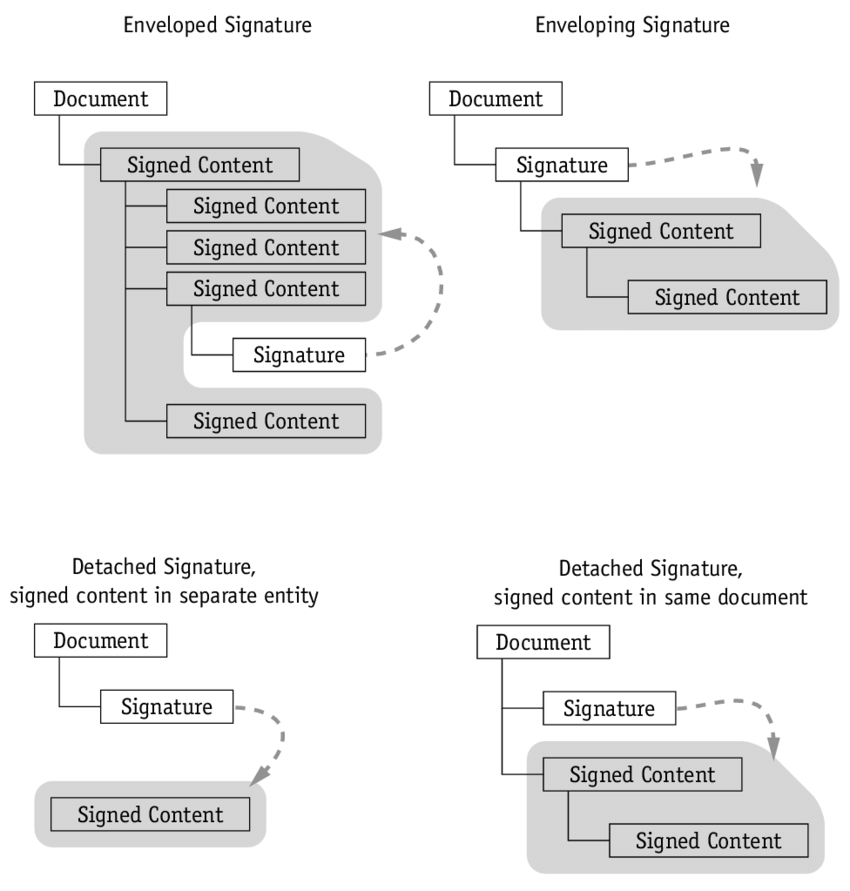 Enveloped Signature
Document
Signed Content
Signed Content
Signed Content
Signed Content
Signature
Signed Content
Enveloping Signature
Document
Signature
Signed Content
Signed Content
Detached Signature,
signed content in separate entity
Document
Signature
Signed Content
Detached Signature,
signed content in same document
Document
Signature
Signed Content
Signed Content